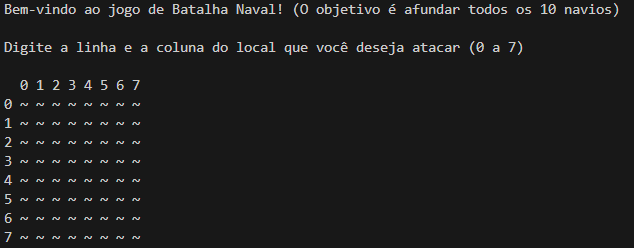 Bem-vindo ao jogo de Batalha Naval! (O objetivo é afundar todos os 10 navios)
Digite a linha e a coluna do local que você deseja atacar (0 a 7)
  0 1 2 3 4 5 6 7
0 ~ ~ ~ ~ ~ ~ ~ ~
1 ~ ~ ~ ~ ~ ~ ~ ~
2 ~ ~ ~ ~ ~ ~ ~ ~
3 ~ ~ ~ ~ ~ ~ ~ ~
4 ~ ~ ~ ~ ~ ~ ~ ~
5 ~ ~ ~ ~ ~ ~ ~ ~
6 ~ ~ ~ ~ ~ ~ ~ ~
7 ~ ~ ~ ~ ~ ~ ~ ~